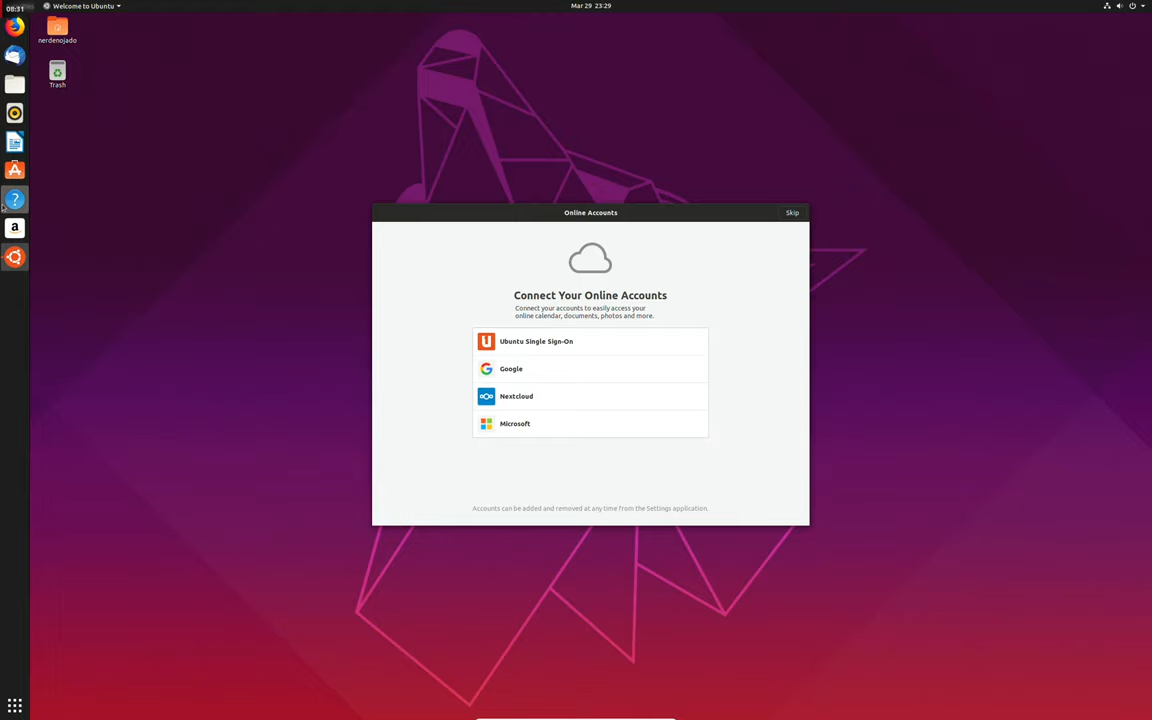 08:31
Welcome to Ubuntu
Mar 29 23:29
nerdenojado
Trash
Online Accounts
Skip
Connect Your Online Accounts
Connect your accounts to easily access your
online calendar, documents, photos and more.
Ubuntu Single Sign-On
Google
Nextcloud
Microsoft
Accounts can be added and removed at any time from the Settings application.